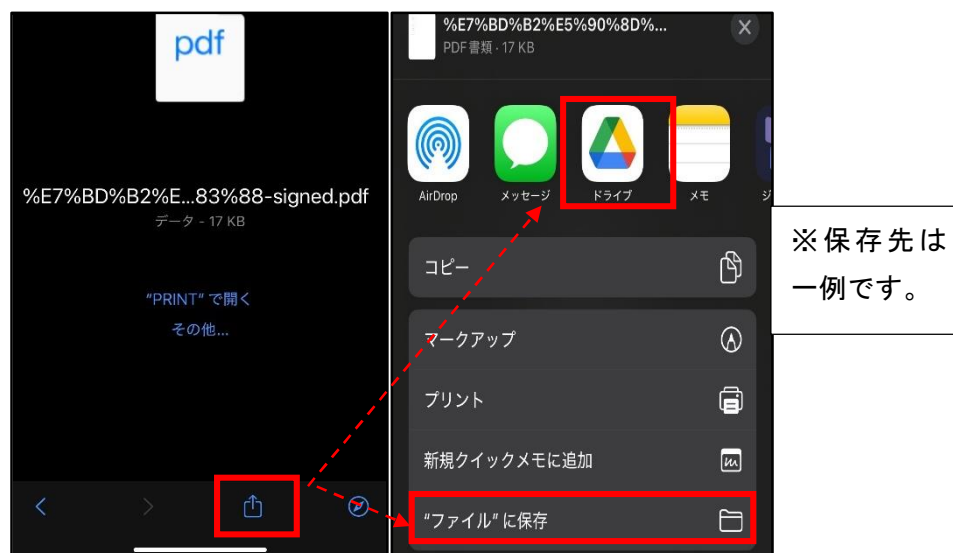 pdf
%E7%BD%B2%E...83%88-signed.pdf
データ - 17 KB
“PRINT” で開く
その他...
%E7%BD%B2%E5%90%8D%...
PDF書類・17 KB
AirDrop
メッセージ
ドライブ
メモ
ジ
コピー
マークアップ
プリント
新規クイックメモに追加
“ファイル” に保存
※保存先は
一例です。